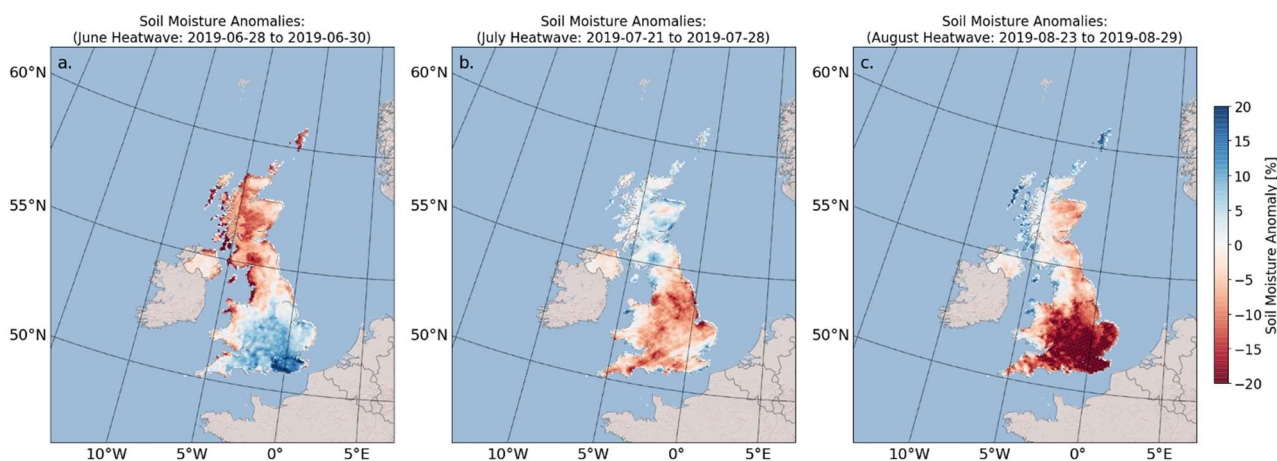 Soil Moisture Anomalies:
(June Heatwave: 2019-06-28 to 2019-06-30)
a.
60°N
55°N
50°N
10°W
5°W
0°
5°E
Soil Moisture Anomalies:
(July Heatwave: 2019-07-21 to 2019-07-28)
b.
60°N
55°N
50°N
10°W
5°W
0°
5°E
Soil Moisture Anomalies:
(August Heatwave: 2019-08-23 to 2019-08-29)
c.
60°N
55°N
50°N
10°W
5°W
0°
5°E
20
15
10
5
0
−5
−10
−15
−20
Soil Moisture Anomaly [%]